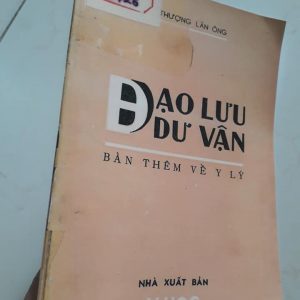 THƯỢNG LÃN ÔNG
ĐẠO LƯU
DƯ VẬN
BÀN THÊM VỀ Y LÝ
NHÀ XUẤT BẢN